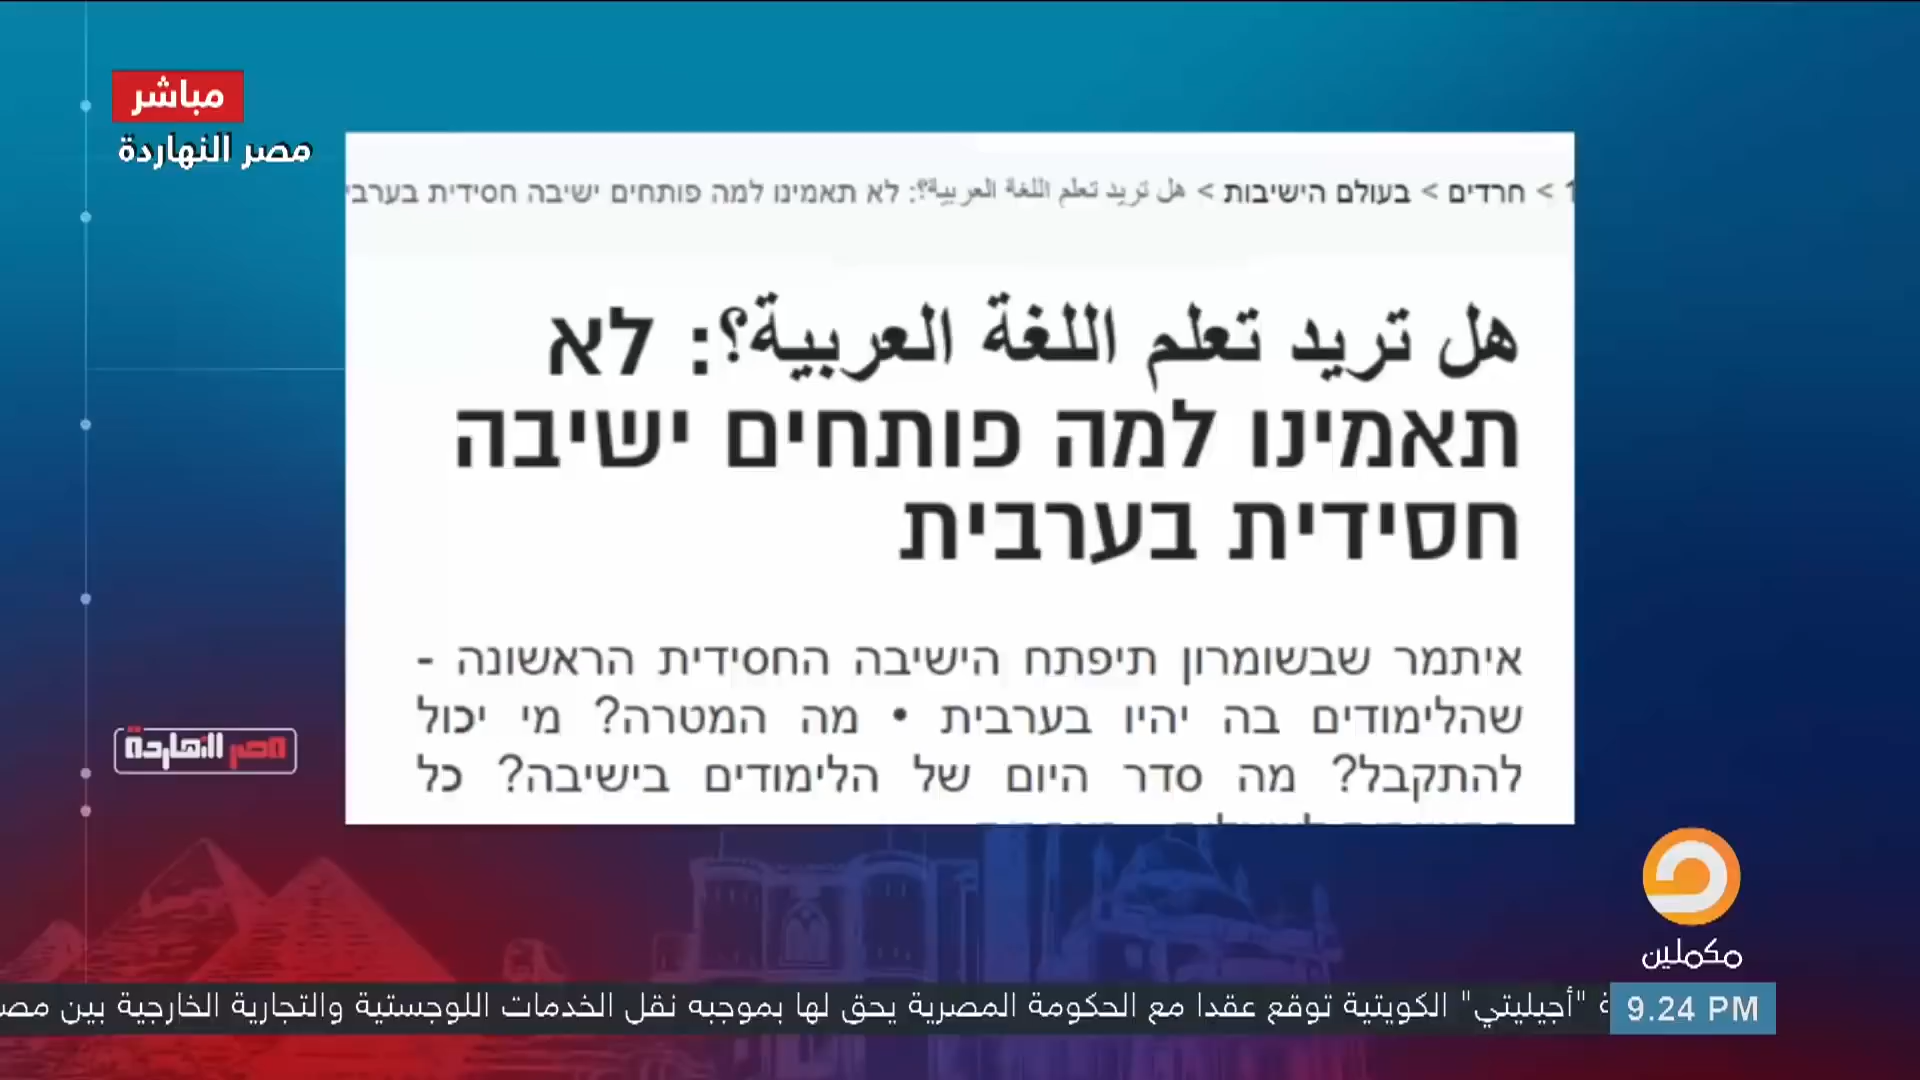 مباشر
مصر النهاردة
חרדים > בעולם הישיבות > هل تريد تعلم اللغة العربية؟: לא תאמינו למה פותחים ישיבה חסידית בערבי
هل تريد تعلم اللغة العربية؟: לא
תאמינו למה פותחים ישיבה
חסידית בערבית
איתמר שבשומרון תיפתח הישיבה החסידית הראשונה -
שהלימודים בה יהיו בערבית • מה המטרה? מי יכול
להתקבל? מה סדר היום של הלימודים בישיבה? כל
مصر النهاردة
مكملين
ة "أجيليتي" الكويتية توقع عقدا مع الحكومة المصرية يحق لها بموجبه نقل الخدمات اللوجستية والتجارية الخارجية بين مصر
9.24 PM